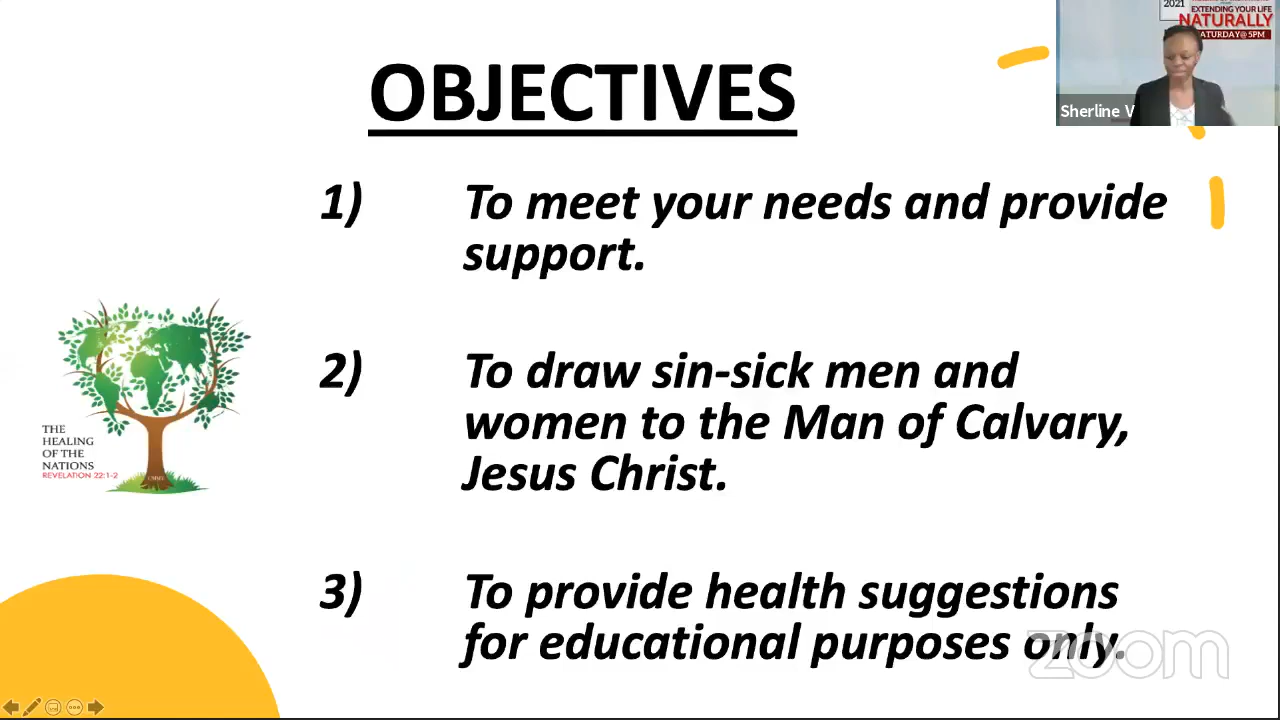 2021
EXTENDING YOUR LIFE
NATURALLY
SATURDAY@ 5PM
Sherline V
OBJECTIVES
1) To meet your needs and provide
support.
2) To draw sin-sick men and
women to the Man of Calvary,
Jesus Christ.
3) To provide health suggestions
for educational purposes only.
THE
HEALING
OF THE
NATIONS
REVELATION 22:1-2
zoom